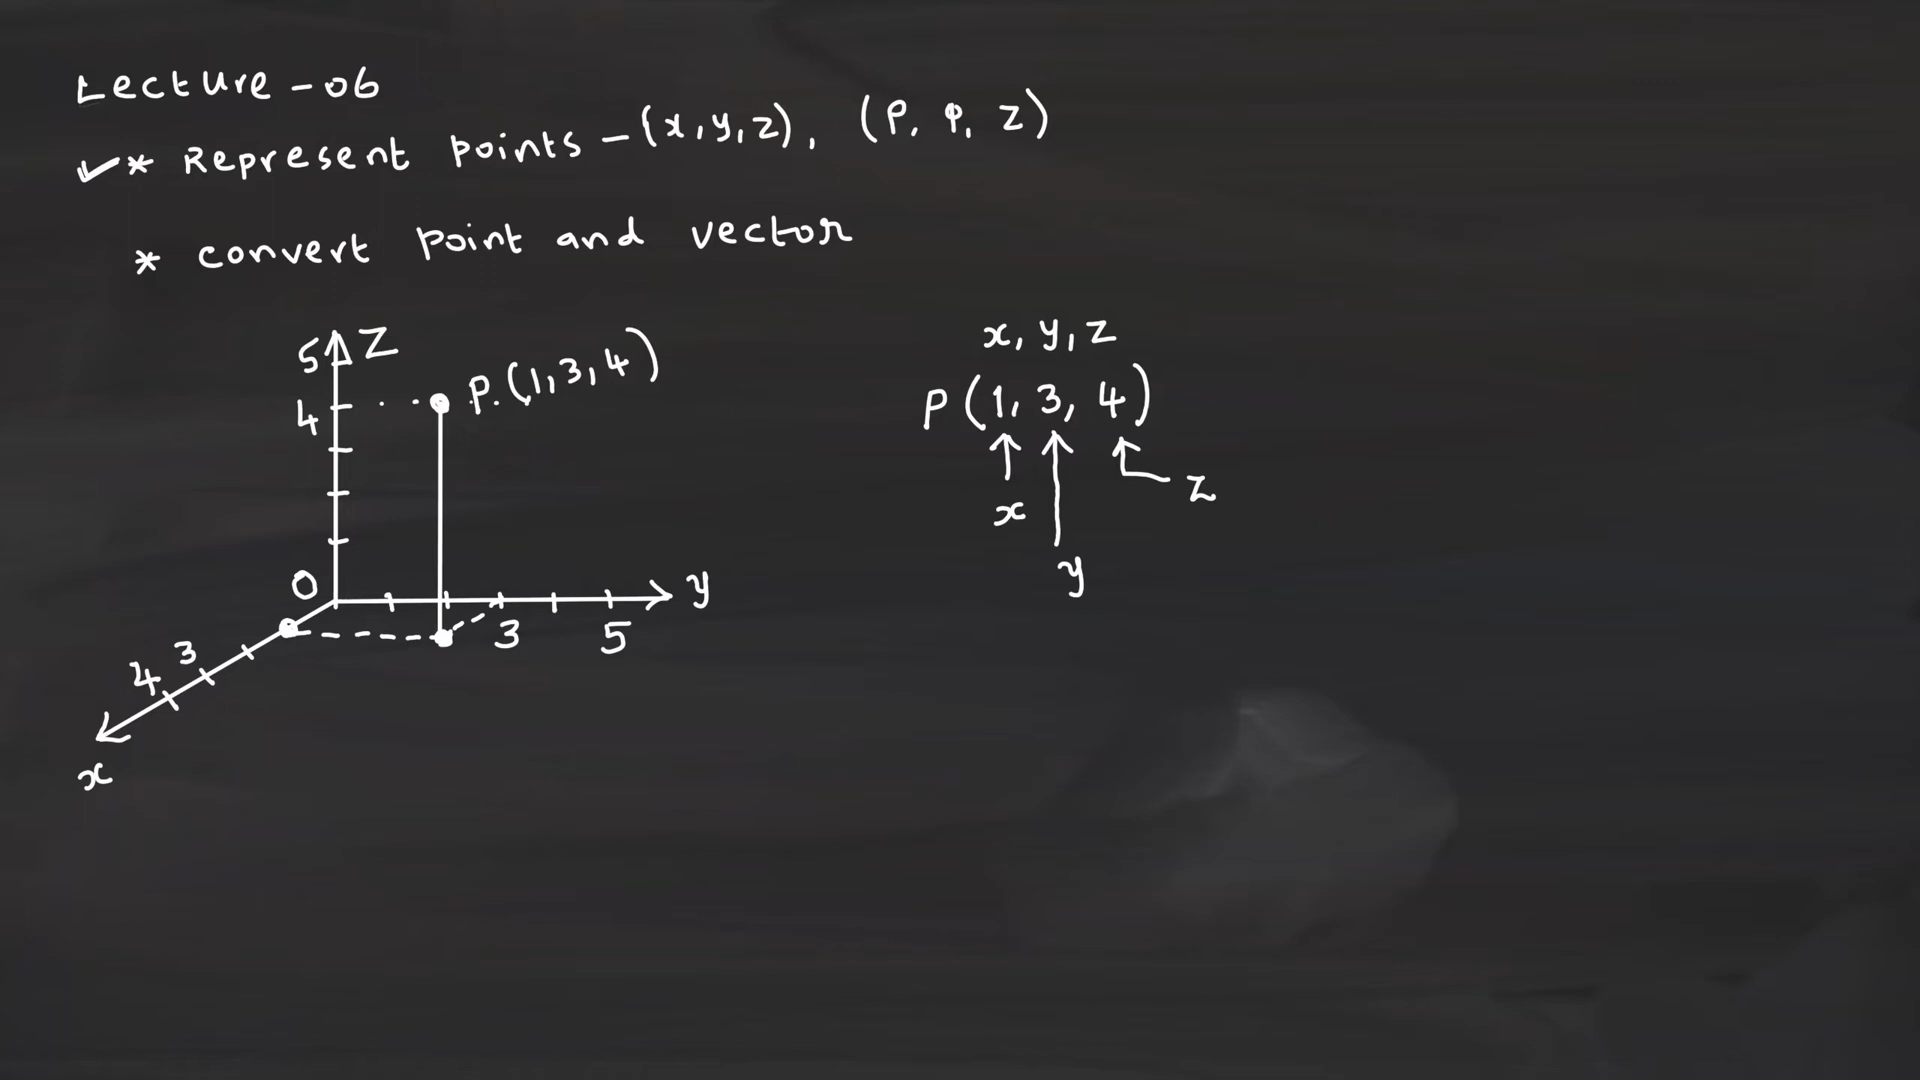 Lecture - 06
* Represent points - (x, y, z), (ρ, φ, z)
* convert point and vector
5 Z
4 P. (1, 3, 4)
x, y, z
P (1, 3, 4)
x
y
z
0
y
3 5
3
4
x